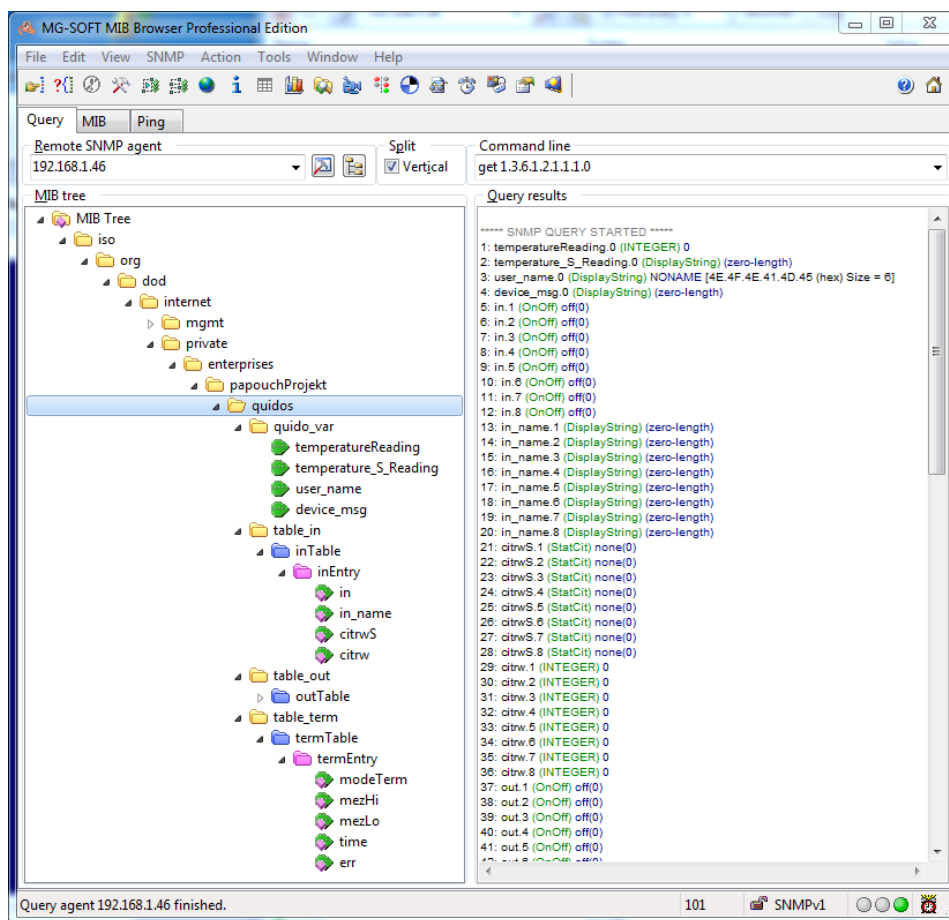 MG-SOFT MIB Browser Professional Edition
File Edit View SNMP Action Tools Window Help
Query MIB Ping
Remote SNMP agent
192.168.1.46
Split
Vertical
Command line
get 1.3.6.1.2.1.1.1.0
MIB tree
MIB Tree
iso
org
dod
internet
mgmt
private
enterprises
papouchProjekt
quidos
quido_var
temperatureReading
temperature_S_Reading
user_name
device_msg
table_in
inTable
inEntry
in
in_name
citrwS
citrw
table_out
outTable
table_term
termTable
termEntry
modeTerm
mezHi
mezLo
time
err
Query results
***** SNMP QUERY STARTED *****
1: temperatureReading.0 (INTEGER) 0
2: temperature_S_Reading.0 (DisplayString) (zero-length)
3: user_name.0 (DisplayString) NONAME [4E.4F.4E.41.4D.45 (hex) Size = 6]
4: device_msg.0 (DisplayString) (zero-length)
5: in.1 (OnOff) off(0)
6: in.2 (OnOff) off(0)
7: in.3 (OnOff) off(0)
8: in.4 (OnOff) off(0)
9: in.5 (OnOff) off(0)
10: in.6 (OnOff) off(0)
11: in.7 (OnOff) off(0)
12: in.8 (OnOff) off(0)
13: in_name.1 (DisplayString) (zero-length)
14: in_name.2 (DisplayString) (zero-length)
15: in_name.3 (DisplayString) (zero-length)
16: in_name.4 (DisplayString) (zero-length)
17: in_name.5 (DisplayString) (zero-length)
18: in_name.6 (DisplayString) (zero-length)
19: in_name.7 (DisplayString) (zero-length)
20: in_name.8 (DisplayString) (zero-length)
21: citrwS.1 (StatCit) none(0)
22: citrwS.2 (StatCit) none(0)
23: citrwS.3 (StatCit) none(0)
24: citrwS.4 (StatCit) none(0)
25: citrwS.5 (StatCit) none(0)
26: citrwS.6 (StatCit) none(0)
27: citrwS.7 (StatCit) none(0)
28: citrwS.8 (StatCit) none(0)
29: citrw.1 (INTEGER) 0
30: citrw.2 (INTEGER) 0
31: citrw.3 (INTEGER) 0
32: citrw.4 (INTEGER) 0
33: citrw.5 (INTEGER) 0
34: citrw.6 (INTEGER) 0
35: citrw.7 (INTEGER) 0
36: citrw.8 (INTEGER) 0
37: out.1 (OnOff) off(0)
38: out.2 (OnOff) off(0)
39: out.3 (OnOff) off(0)
40: out.4 (OnOff) off(0)
41: out.5 (OnOff) off(0)
42: out.6 (OnOff) off(0)
Query agent 192.168.1.46 finished.
101
SNMPv1